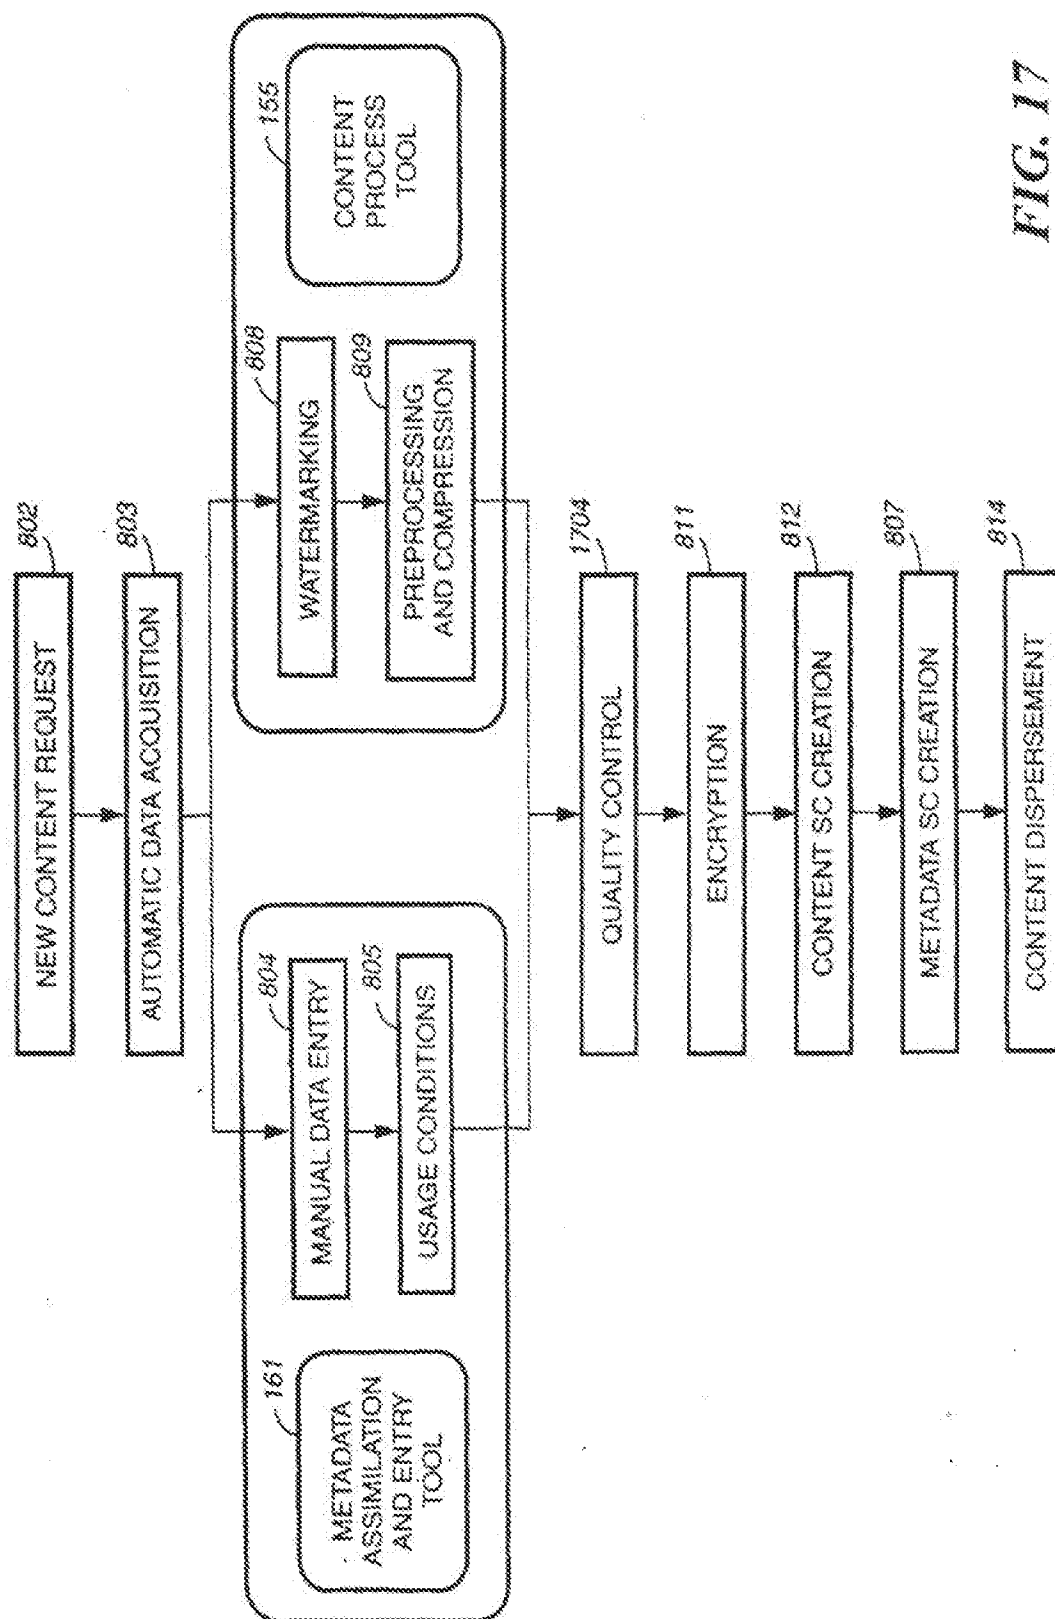 802
NEW CONTENT REQUEST
803
AUTOMATIC DATA ACQUISITION
161
METADATA
ASSIMILATION
AND ENTRY
TOOL
804
MANUAL DATA ENTRY
805
USAGE CONDITIONS
808
WATERMARKING
809
PREPROCESSING
AND COMPRESSION
155
CONTENT
PROCESS
TOOL
1704
QUALITY CONTROL
811
ENCRYPTION
812
CONTENT SC CREATION
807
METADATA SC CREATION
814
CONTENT DISPERSEMENT
FIG. 17